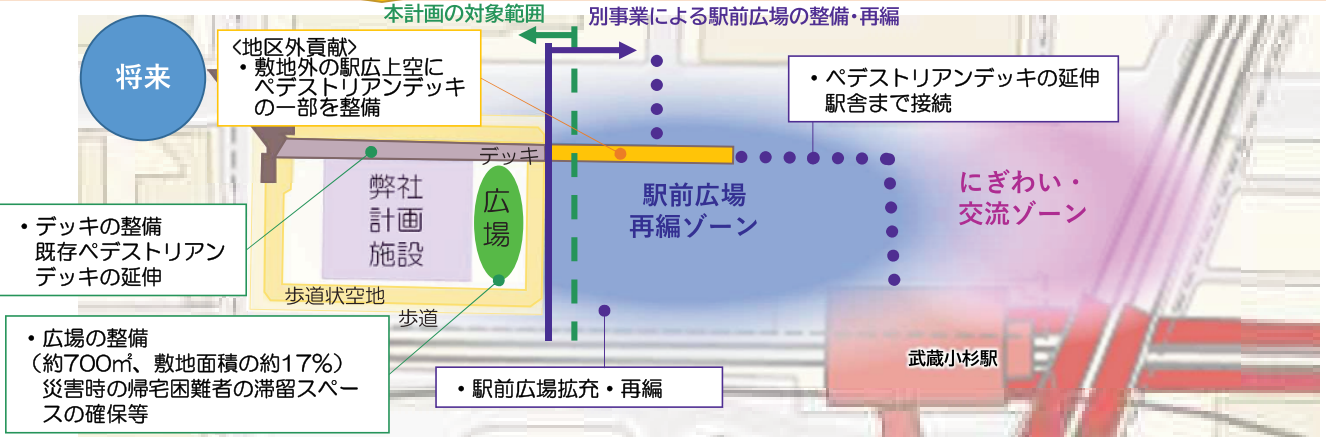 本計画の対象範囲
別事業による駅前広場の整備・再編
将来
<地区外貢献>
・敷地外の駅広上空に
ペデストリアンデッキ
の一部を整備
・ペデストリアンデッキの延伸
駅舎まで接続
デッキ
弊社
計画
施設
広
場
駅前広場
再編ゾーン
にぎわい・
交流ゾーン
・デッキの整備
既存ペデストリアン
デッキの延伸
歩道状空地
歩道
・広場の整備
（約700㎡、敷地面積の約17%）
災害時の帰宅困難者の滞留スペー
スの確保等
・駅前広場拡充・再編
武蔵小杉駅